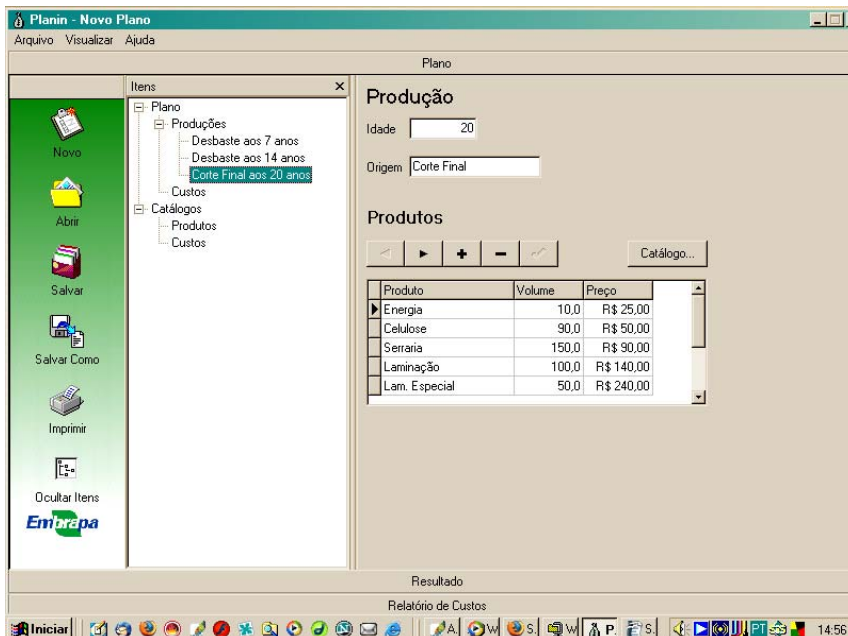 Planin - Novo Plano
Arquivo Visualizar Ajuda
Plano
Novo
Abrir
Salvar
Salvar Como
Imprimir
Ocultar Itens
Embrapa
Itens
Plano
Produções
Desbaste aos 7 anos
Desbaste aos 14 anos
Corte Final aos 20 anos
Custos
Catálogos
Produtos
Custos
Produção
Idade 20
Origem Corte Final
Produtos
Catálogo...
Produto Volume Preço
Energia 10,0 R$ 25,00
Celulose 90,0 R$ 50,00
Serraria 150,0 R$ 90,00
Laminação 100,0 R$ 140,00
Lam. Especial 50,0 R$ 240,00
Resultado
Relatório de Custos
Iniciar A. W S. W P. S. PT 14:56